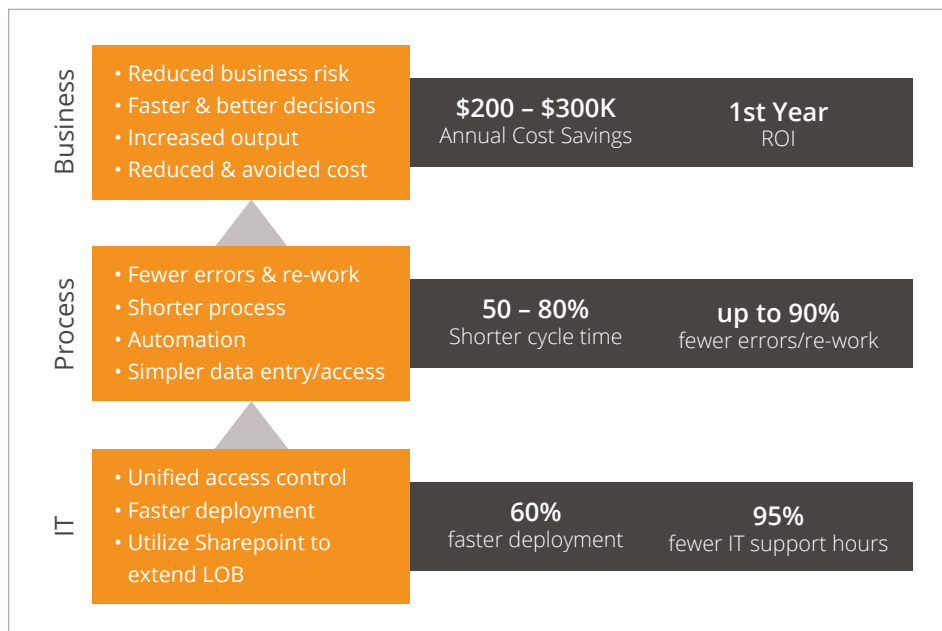 Business
• Reduced business risk
• Faster & better decisions
• Increased output
• Reduced & avoided cost
$200 – $300K
Annual Cost Savings
1st Year
ROI
Process
• Fewer errors & re-work
• Shorter process
• Automation
• Simpler data entry/access
50 – 80%
Shorter cycle time
up to 90%
fewer errors/re-work
IT
• Unified access control
• Faster deployment
• Utilize Sharepoint to
extend LOB
60%
faster deployment
95%
fewer IT support hours